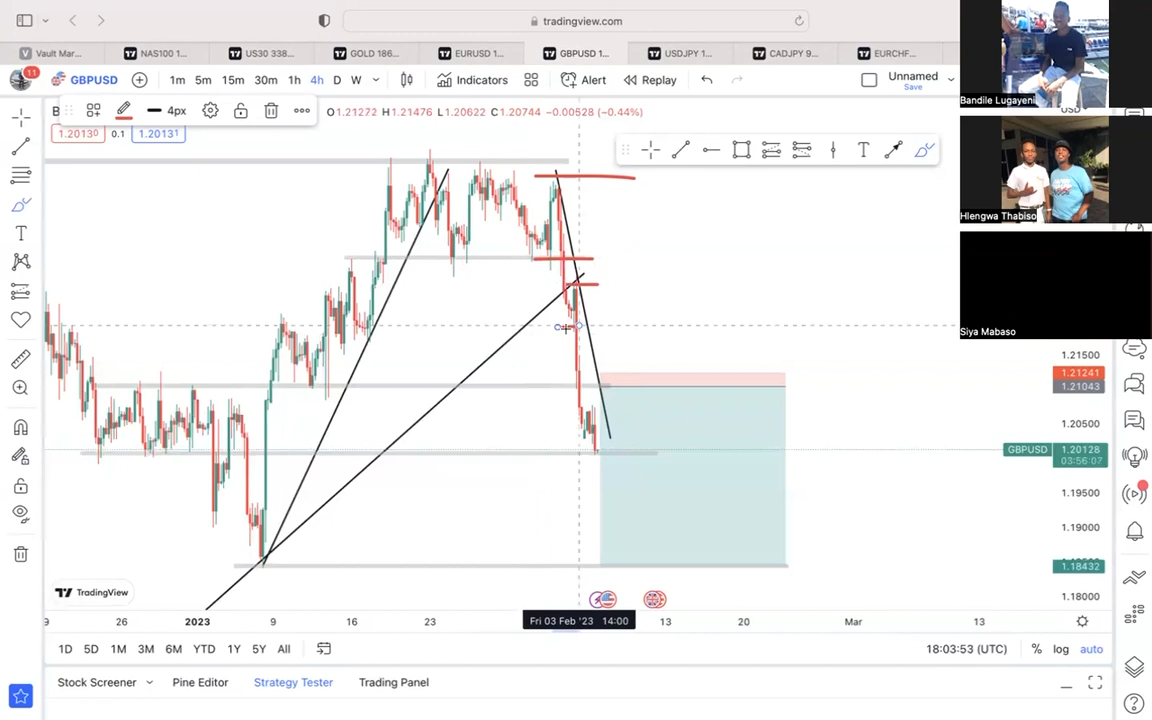 tradingview.com
Vault Mar...
NAS100 1...
US30 338...
GOLD 186...
EURUSD 1...
GBPUSD 1...
USDJPY 1...
CADJPY 9...
EURCHF...
11
GBPUSD
1m 5m 15m 30m 1h 4h D W
Indicators
Alert
Replay
Unnamed
Save
4px
O1.21272 H1.21476 L1.20622 C1.20744 −0.00528 (−0.44%)
1.20130
0.1
1.20131
Bandile Lugayeni
Hlengwa Thabiso
Siya Mabaso
1.21500
1.21241
1.21043
1.20500
GBPUSD
1.20128
03:56:07
1.19500
1.19000
1.18432
1.18000
TradingView
26
2023
9
16
23
Fri 03 Feb '23 14:00
13
20
Mar
13
1D 5D 1M 3M 6M YTD 1Y 5Y All
18:03:53 (UTC)
% log auto
Stock Screener
Pine Editor
Strategy Tester
Trading Panel